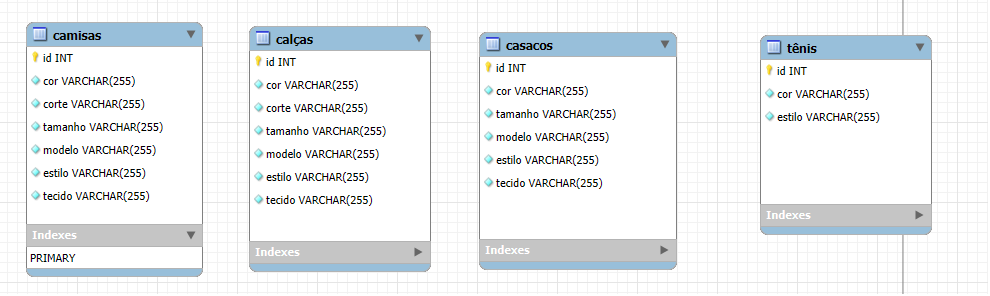 camisas
id INT
cor VARCHAR(255)
corte VARCHAR(255)
tamanho VARCHAR(255)
modelo VARCHAR(255)
estilo VARCHAR(255)
tecido VARCHAR(255)
Indexes
PRIMARY
calças
id INT
cor VARCHAR(255)
corte VARCHAR(255)
tamanho VARCHAR(255)
modelo VARCHAR(255)
estilo VARCHAR(255)
tecido VARCHAR(255)
Indexes
casacos
id INT
cor VARCHAR(255)
tamanho VARCHAR(255)
modelo VARCHAR(255)
estilo VARCHAR(255)
tecido VARCHAR(255)
Indexes
tênis
id INT
cor VARCHAR(255)
estilo VARCHAR(255)
Indexes